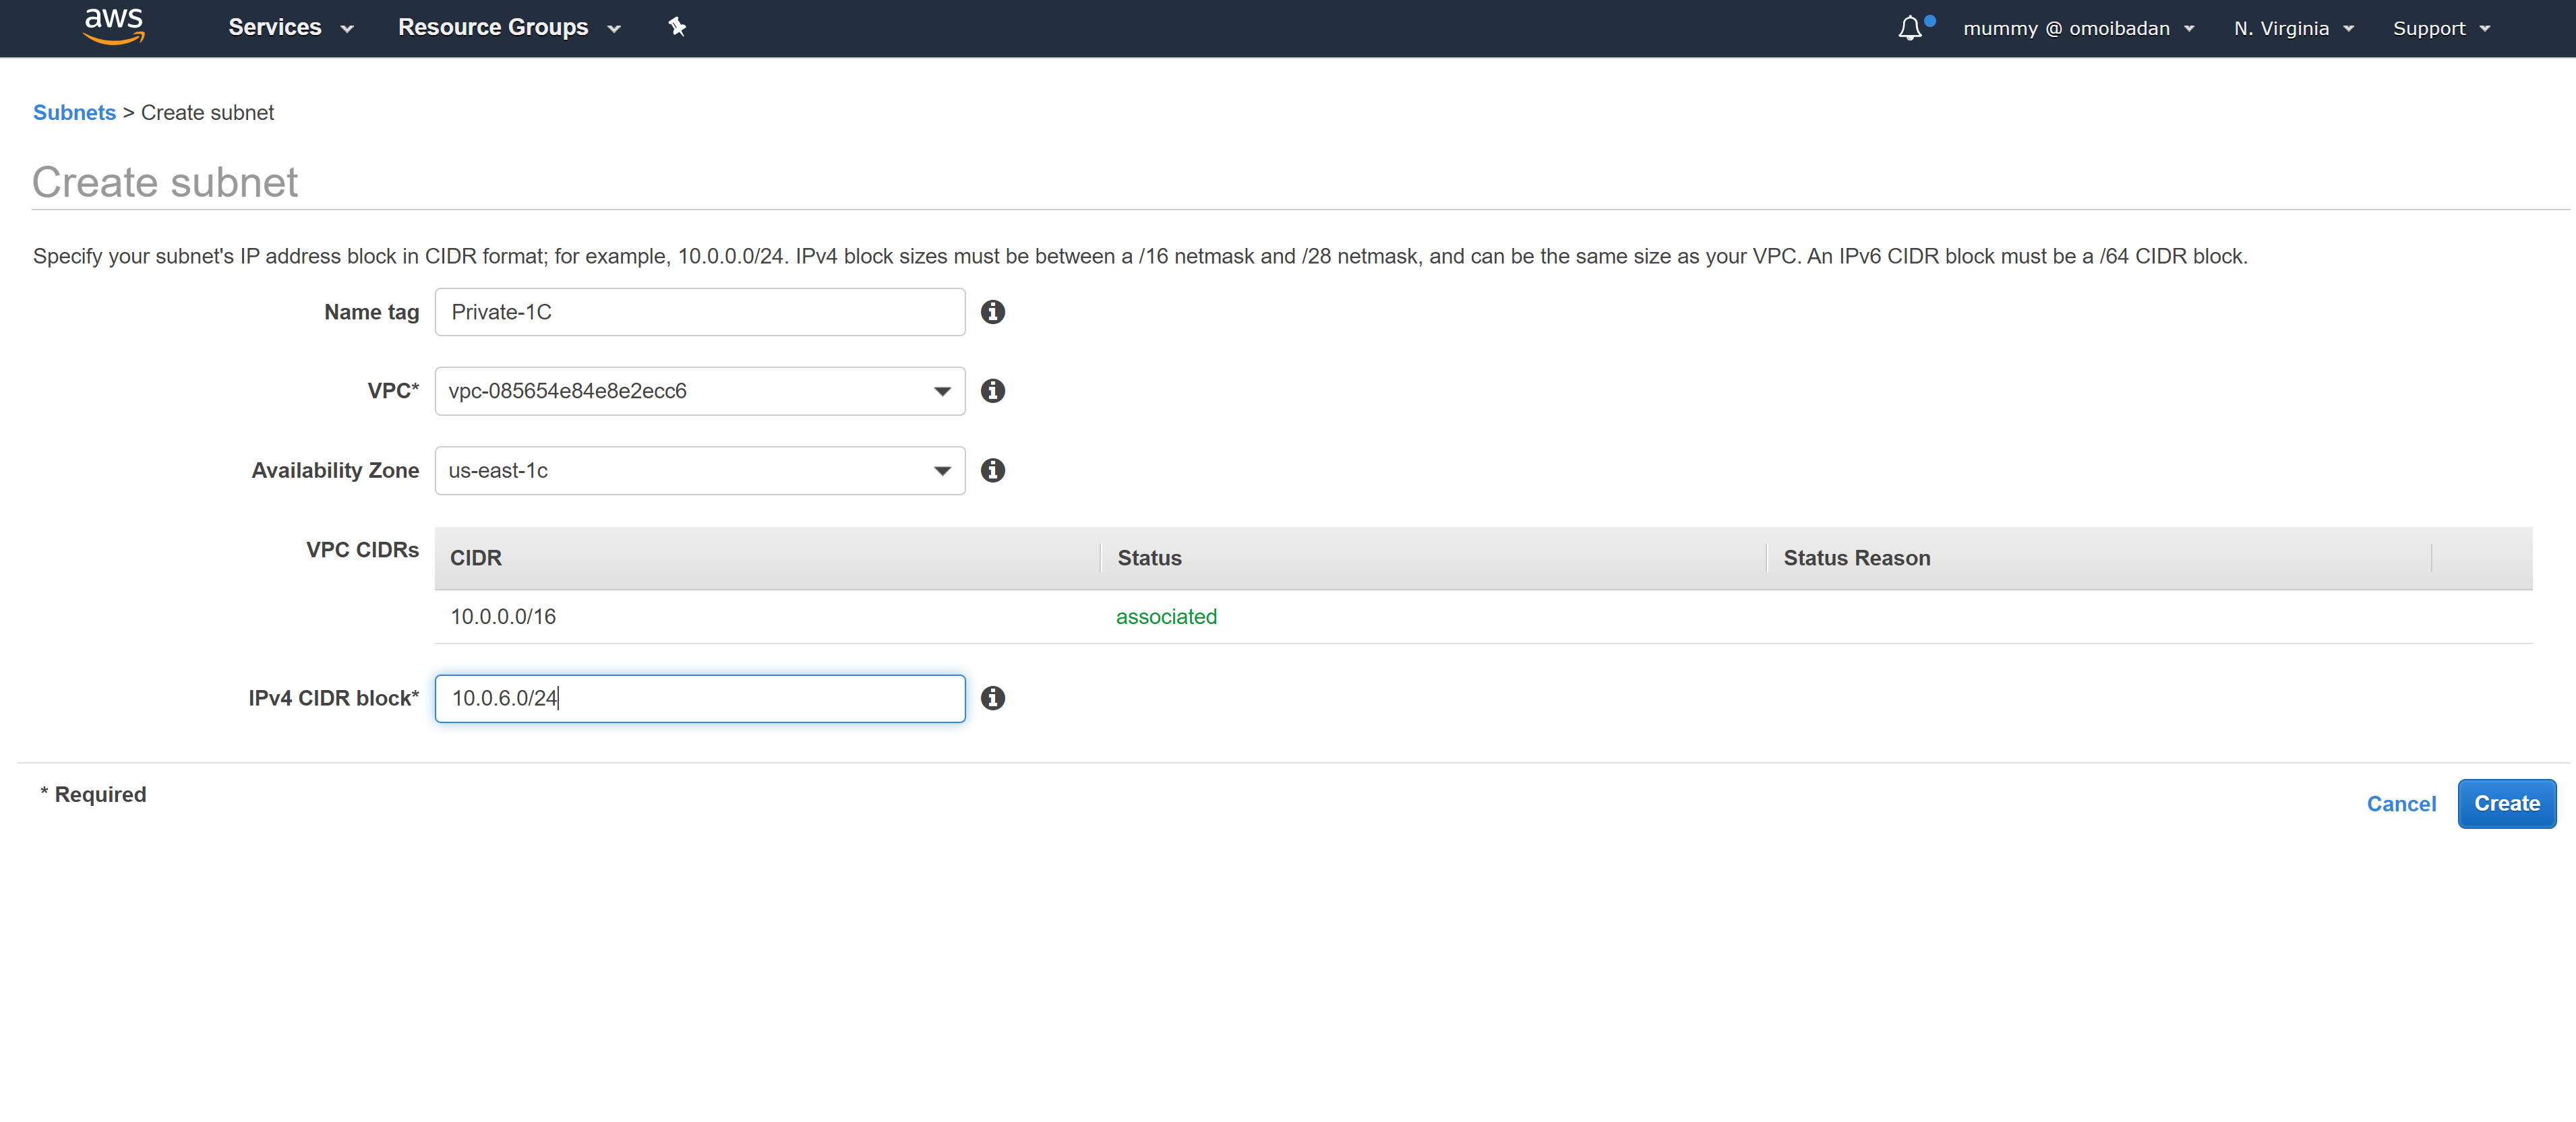 aws Services Resource Groups mummy @ omoibadan N. Virginia Support
Subnets > Create subnet
Create subnet
Specify your subnet's IP address block in CIDR format; for example, 10.0.0.0/24. IPv4 block sizes must be between a /16 netmask and /28 netmask, and can be the same size as your VPC. An IPv6 CIDR block must be a /64 CIDR block.
Name tag Private-1C
VPC* vpc-085654e84e8e2ecc6
Availability Zone us-east-1c
VPC CIDRs CIDR Status Status Reason
10.0.0.0/16 associated
IPv4 CIDR block* 10.0.6.0/24
* Required
Cancel Create